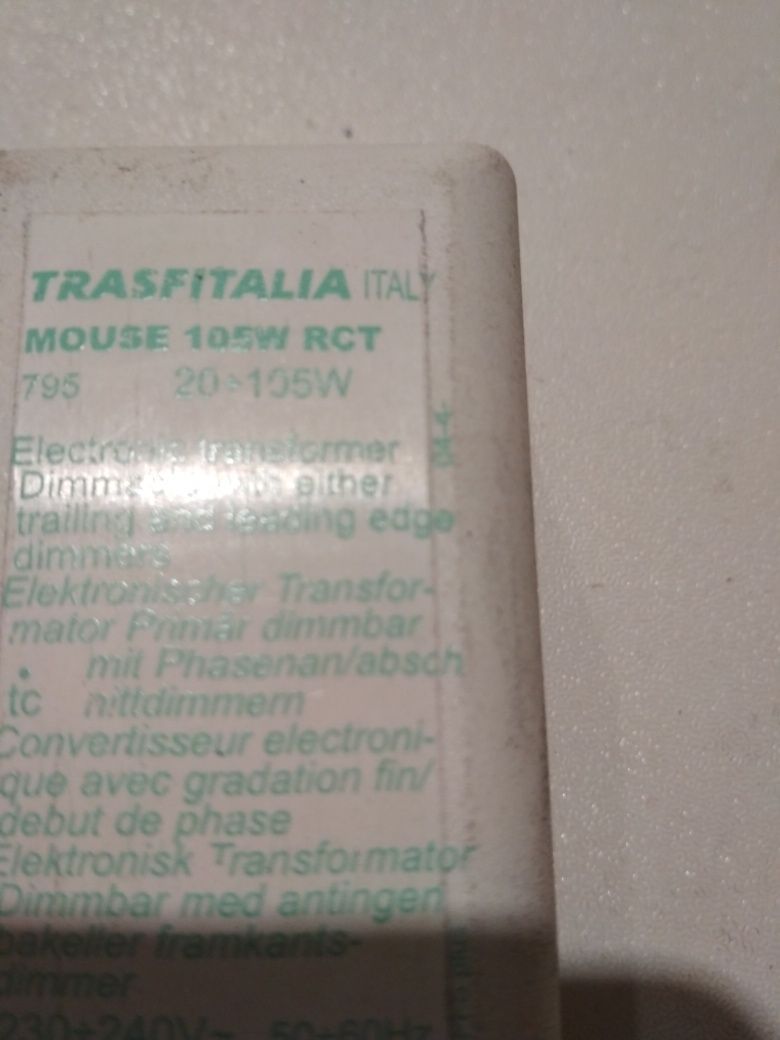 TRASFITALIA ITALY
MOUSE 105W RCT
795 20÷105W
Electronic transformer
Dimmable with either
trailing and leading edge
dimmers
Elektronischer Transfor-
mator Primär dimmbar
mit Phasenan/absch
tc nittdimmern
Convertisseur electroni-
que avec gradation fin/
debut de phase
Elektronisk Transformator
Dimmbar med antingen
bakeller framkants-
dimmer
230÷240V~ 50÷60Hz